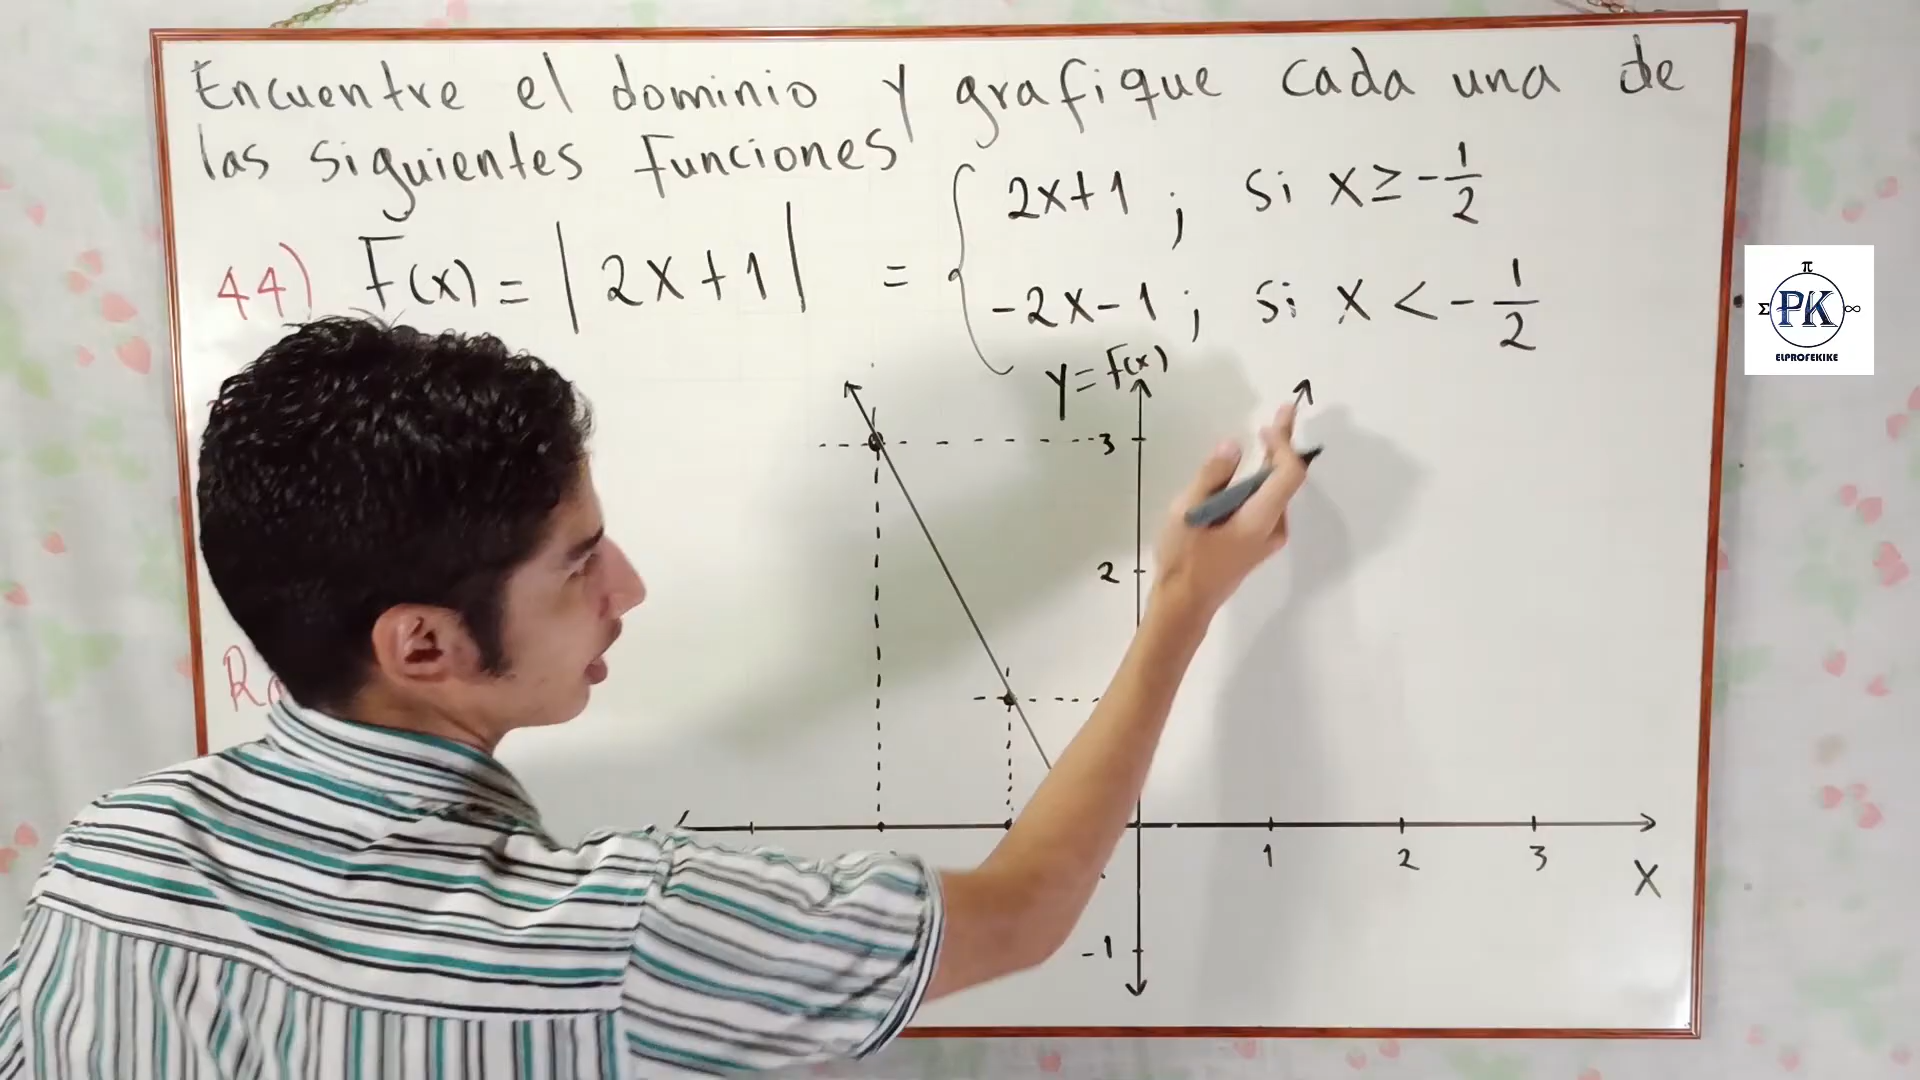 Encuentre el dominio y grafique cada una de
las siguientes funciones
44) F(x) = |2x+1| = { 2x+1 ; si x ≥ -1/2
-2x-1 ; si x < -1/2
y = F(x)
3
2
1 2 3
x
-1
π
Σ PK ∞
ELPROFEKIKE